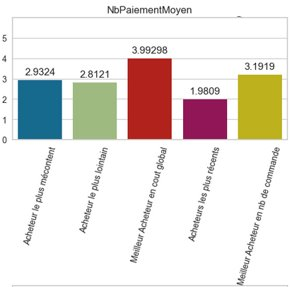 NbPaiementMoyen
5
4
3
2
1
0
2.9324
2.8121
3.99298
1.9809
3.1919
Acheteur le plus mécontent
Acheteur le plus lointain
Meilleur Acheteur en cout global
Acheteurs les plus récents
Meilleur Acheteur en nb de commande